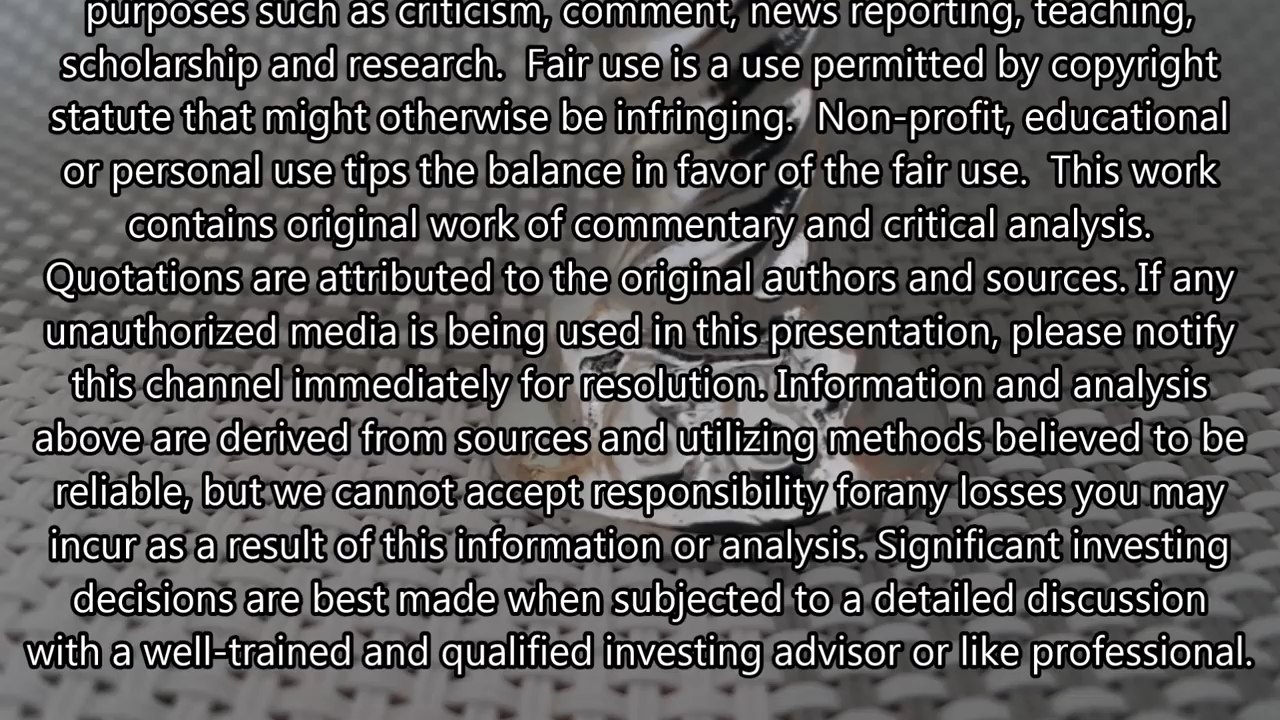 purposes such as criticism, comment, news reporting, teaching,
scholarship and research.  Fair use is a use permitted by copyright
statute that might otherwise be infringing.  Non-profit, educational
or personal use tips the balance in favor of the fair use.  This work
contains original work of commentary and critical analysis.
Quotations are attributed to the original authors and sources. If any
unauthorized media is being used in this presentation, please notify
this channel immediately for resolution. Information and analysis
above are derived from sources and utilizing methods believed to be
reliable, but we cannot accept responsibility forany losses you may
incur as a result of this information or analysis. Significant investing
decisions are best made when subjected to a detailed discussion
with a well-trained and qualified investing advisor or like professional.